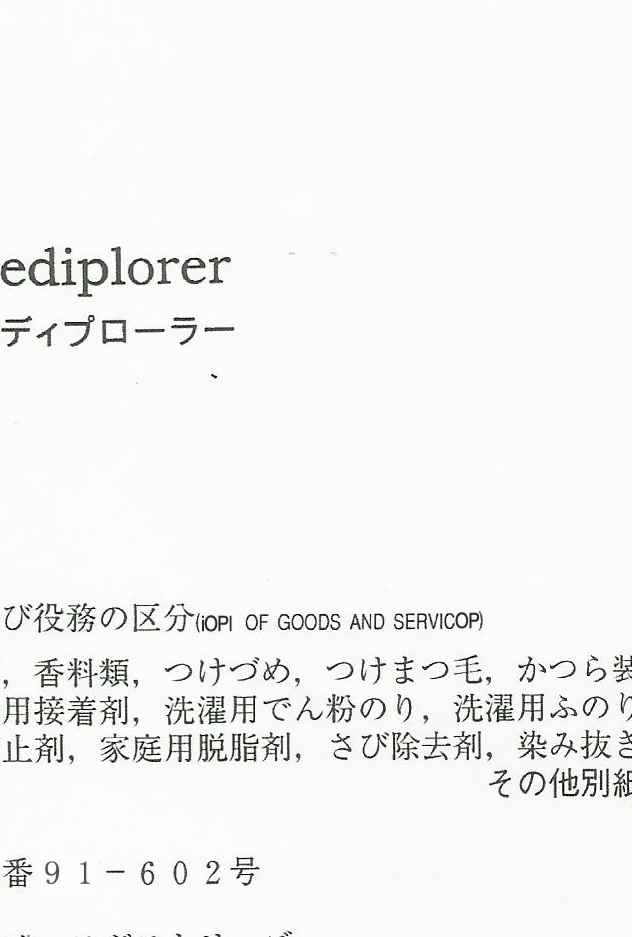 ediplorer
ディプローラー
び役務の区分(iOPI OF GOODS AND SERVICOP)
，香料類，つけづめ，つけまつ毛，かつら装
用接着剤，洗濯用でん粉のり，洗濯用ふのり
止剤，家庭用脱脂剤，さび除去剤，染み抜き
その他別紙
番91－602号